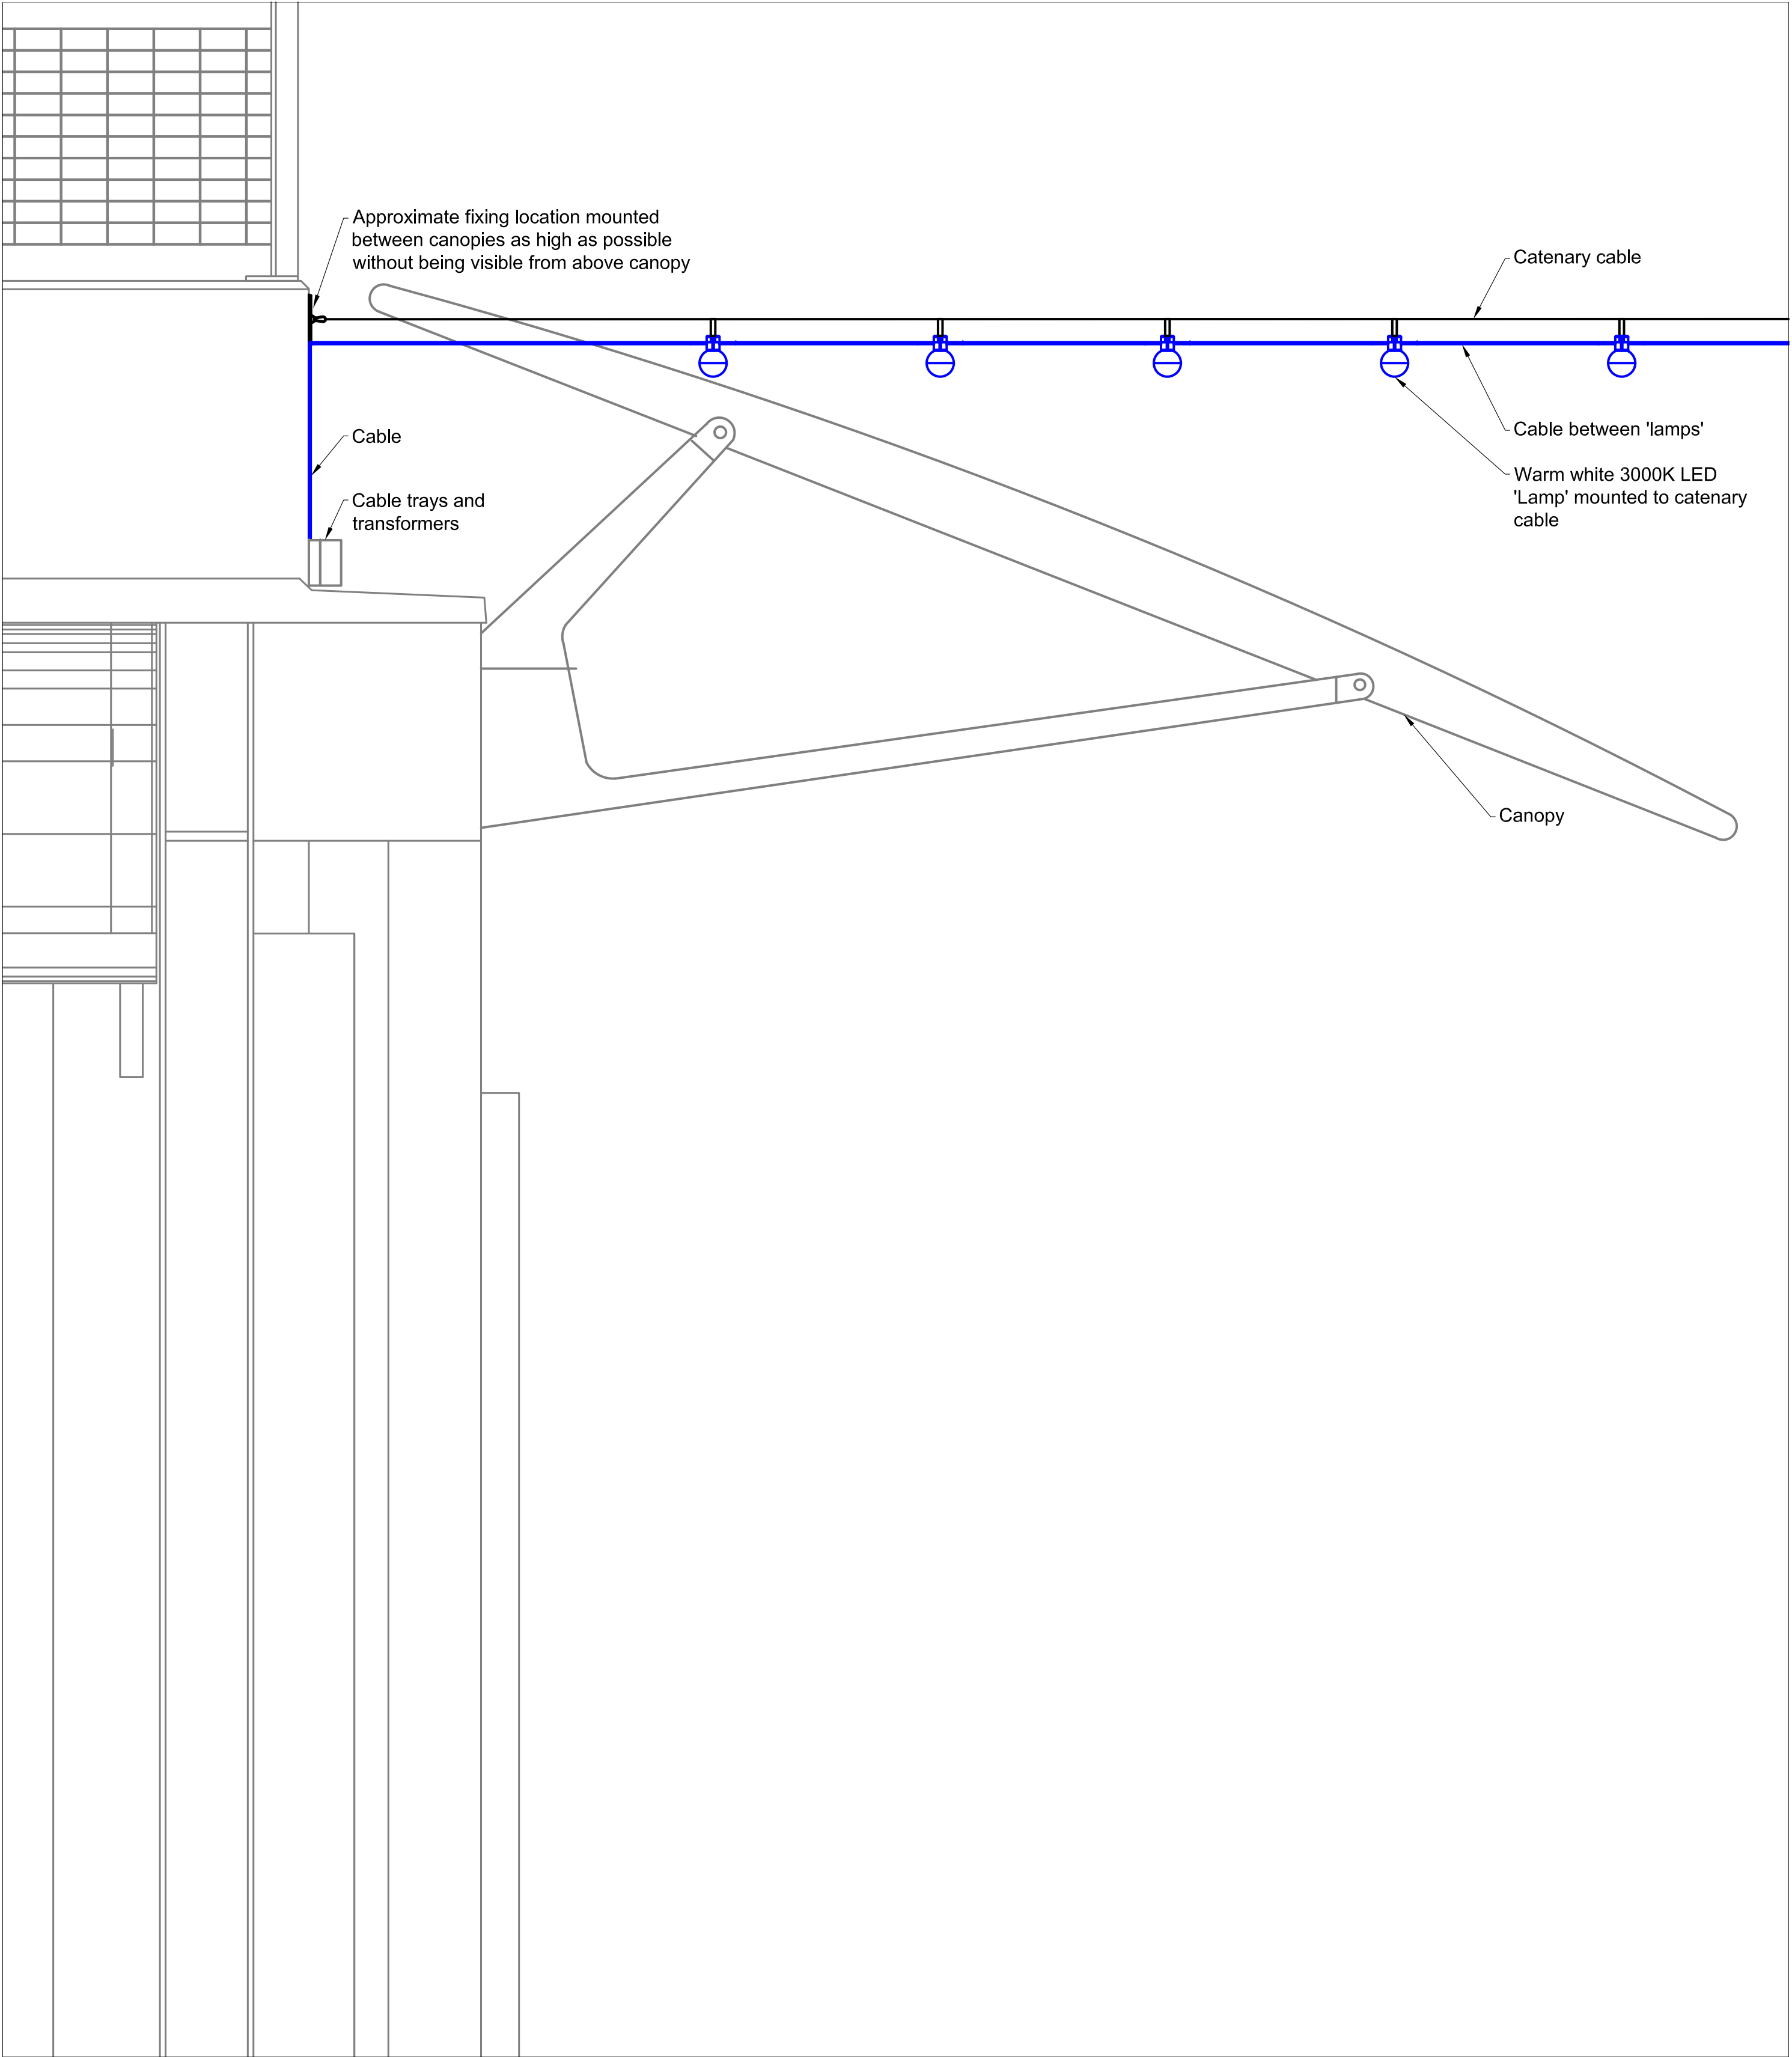 Approximate fixing location mounted
between canopies as high as possible
without being visible from above canopy
Catenary cable
Cable
Cable between 'lamps'
Warm white 3000K LED
'Lamp' mounted to catenary
cable
Cable trays and
transformers
Canopy